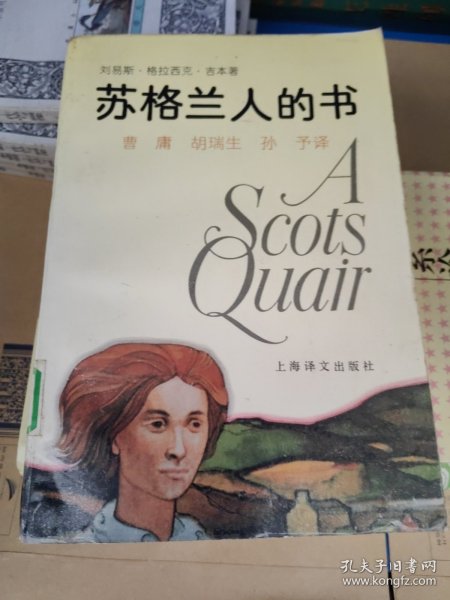 刘易斯·格拉西克·吉本著
苏格兰人的书
曹 庸 胡瑞生 孙 予译
A
Scots
Quair
上海译文出版社
孔夫子旧书网
www.kongfz.com